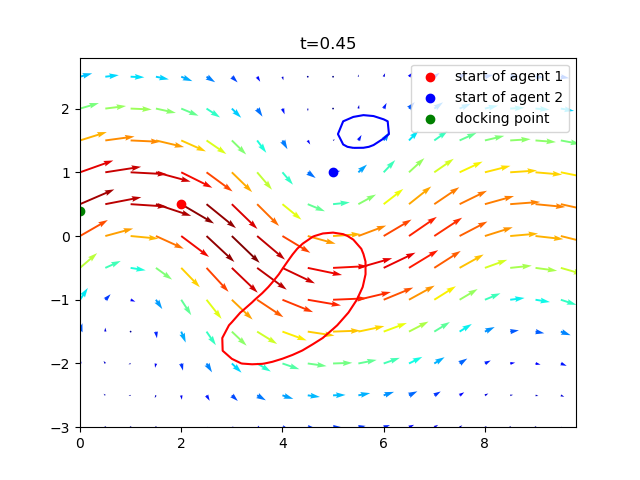 t=0.45
start of agent 1
start of agent 2
docking point
2
1
0
−1
−2
−3
0
2
4
6
8